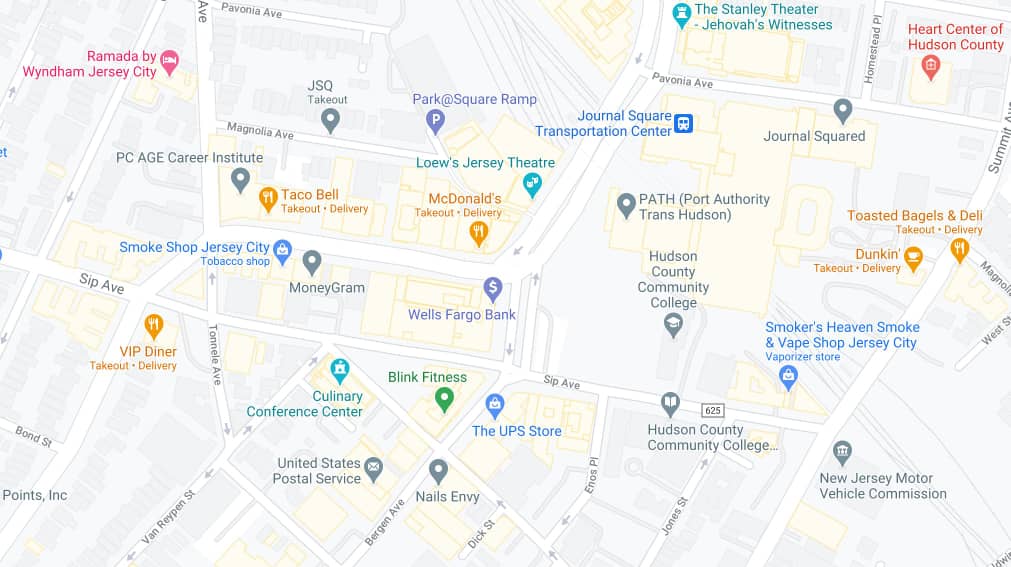 Ave
Pavonia Ave
The Stanley Theater
- Jehovah's Witnesses
Homestead Pl
Heart Center of
Hudson County
Ramada by
Wyndham Jersey City
Pavonia Ave
JSQ
Takeout
Park@Square Ramp
Journal Square
Transportation Center
Journal Squared
Summit Ave
Magnolia Ave
et
PC AGE Career Institute
Loew's Jersey Theatre
Taco Bell
Takeout • Delivery
McDonald's
Takeout • Delivery
PATH (Port Authority
Trans Hudson)
Toasted Bagels & Deli
Takeout • Delivery
Smoke Shop Jersey City
Tobacco shop
Hudson
County
Community
College
Dunkin'
Takeout • Delivery
Magnolia
MoneyGram
Sip Ave
Wells Fargo Bank
West St
VIP Diner
Takeout • Delivery
Tonnele Ave
Smoker's Heaven Smoke
& Vape Shop Jersey City
Vaporizer store
Blink Fitness
Sip Ave
Culinary
Conference Center
625
The UPS Store
Hudson County
Community College...
Bond St
United States
Postal Service
Nails Envy
Enos Pl
New Jersey Motor
Vehicle Commission
Points, Inc
Van Reypen St
Bergen Ave
Dick St
Jones St